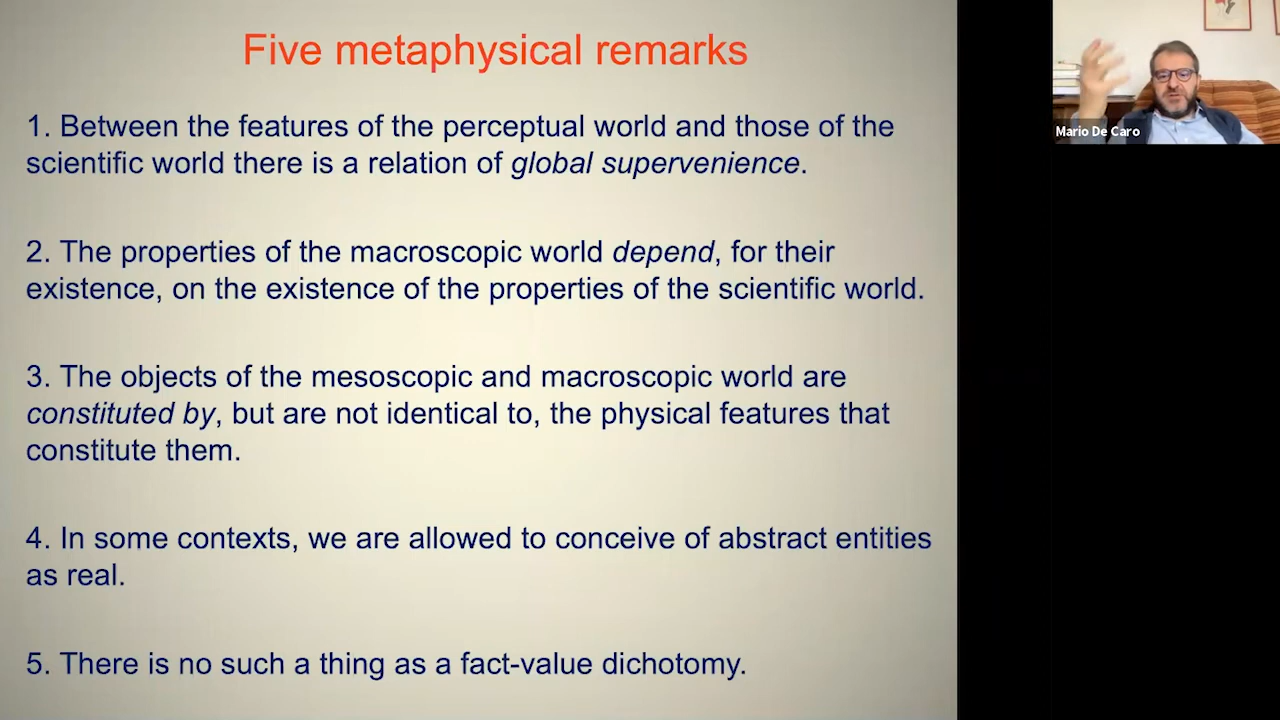 Five metaphysical remarks
1. Between the features of the perceptual world and those of the
scientific world there is a relation of global supervenience.
2. The properties of the macroscopic world depend, for their
existence, on the existence of the properties of the scientific world.
3. The objects of the mesoscopic and macroscopic world are
constituted by, but are not identical to, the physical features that
constitute them.
4. In some contexts, we are allowed to conceive of abstract entities
as real.
5. There is no such a thing as a fact-value dichotomy.
Mario De Caro